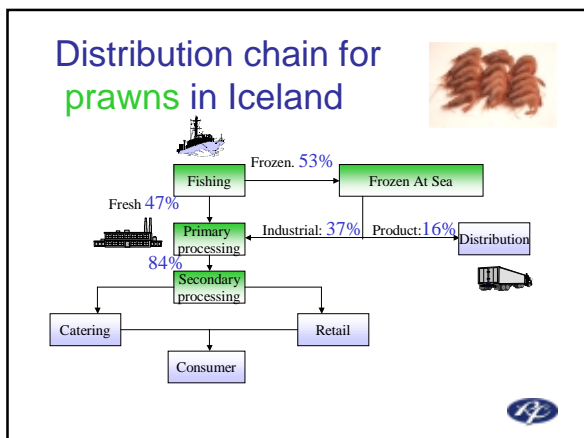 Distribution chain for
prawns in Iceland
Frozen. 53%
Fishing
Frozen At Sea
Fresh 47%
Industrial: 37%
Product:16%
Primary
processing
Distribution
84%
Secondary
processing
Catering
Retail
Consumer